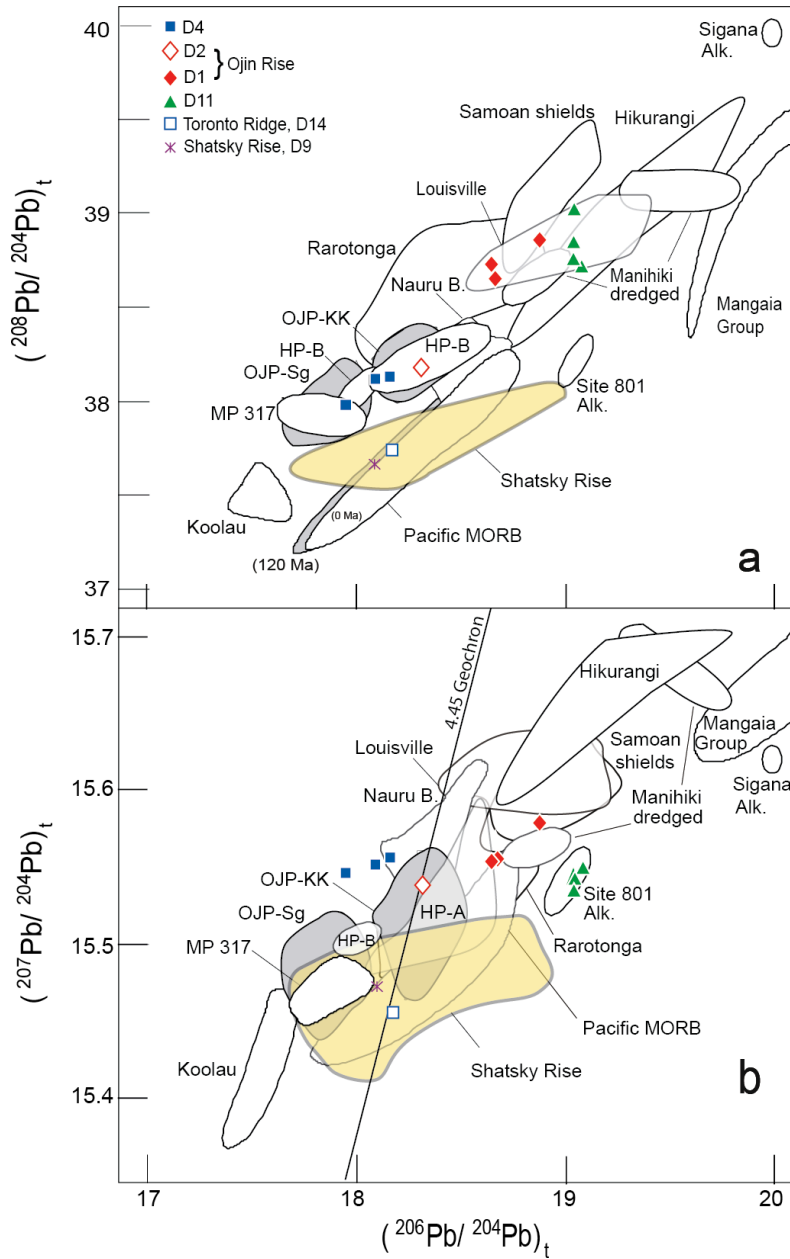 40
39
38
37
(²⁰⁸Pb/ ²⁰⁴Pb)ₜ
D4
D2
D1
} Ojin Rise
D11
Toronto Ridge, D14
Shatsky Rise, D9
Sigana
Alk.
Samoan shields
Hikurangi
Louisville
Rarotonga
Nauru B.
Manihiki
dredged
Mangaia
Group
OJP-KK
HP-B
HP-B
OJP-Sg
MP 317
Site 801
Alk.
Shatsky Rise
Koolau
(0 Ma)
Pacific MORB
(120 Ma)
a
15.7
15.6
15.5
15.4
(²⁰⁷Pb/ ²⁰⁴Pb)ₜ
4.45 Geochron
Hikurangi
Louisville
Mangaia
Group
Samoan
shields
Nauru B.
Sigana
Alk.
Manihiki
dredged
OJP-KK
Site 801
Alk.
OJP-Sg
HP-A
HP-B
MP 317
Rarotonga
Pacific MORB
Koolau
Shatsky Rise
b
17
18
19
20
(²⁰⁶Pb/ ²⁰⁴Pb)ₜ